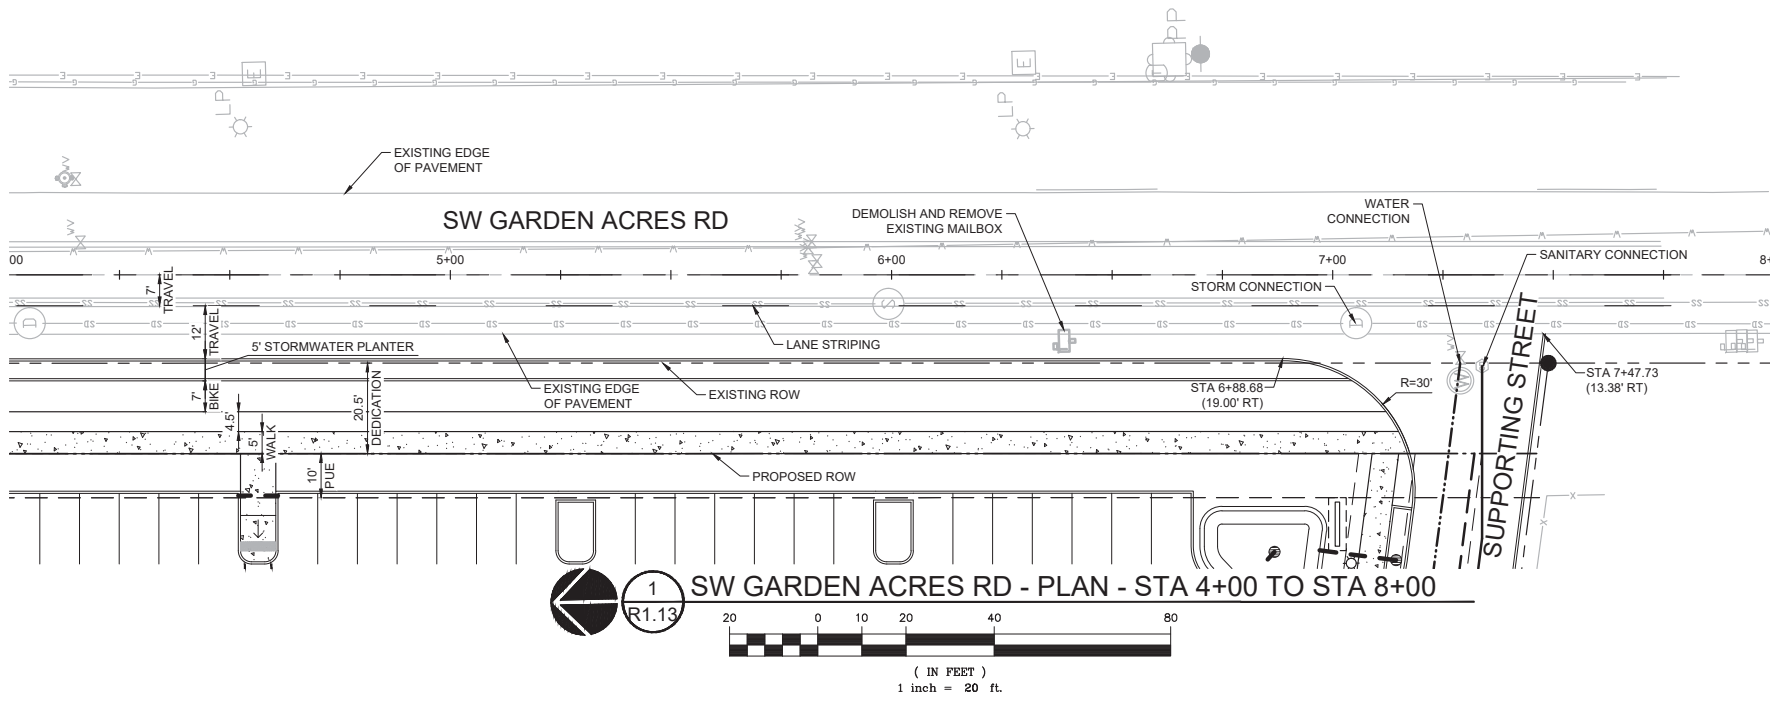 LP
LP
E
E
LP
LP
EXISTING EDGE
OF PAVEMENT
SW GARDEN ACRES RD
DEMOLISH AND REMOVE
EXISTING MAILBOX
WATER
CONNECTION
SANITARY CONNECTION
STORM CONNECTION
00
5+00
6+00
7+00
8+
7'
TRAVEL
12'
TRAVEL
LANE STRIPING
5' STORMWATER PLANTER
7'
BIKE
4.5'
5'
WALK
20.5'
DEDICATION
10'
PUE
EXISTING EDGE
OF PAVEMENT
EXISTING ROW
PROPOSED ROW
STA 6+88.68
(19.00' RT)
R=30'
STA 7+47.73
(13.38' RT)
SUPPORTING STREET
D
S
D
W
X
X
1
R1.13
SW GARDEN ACRES RD - PLAN - STA 4+00 TO STA 8+00
20 0 10 20 40 80
( IN FEET )
1 inch = 20 ft.